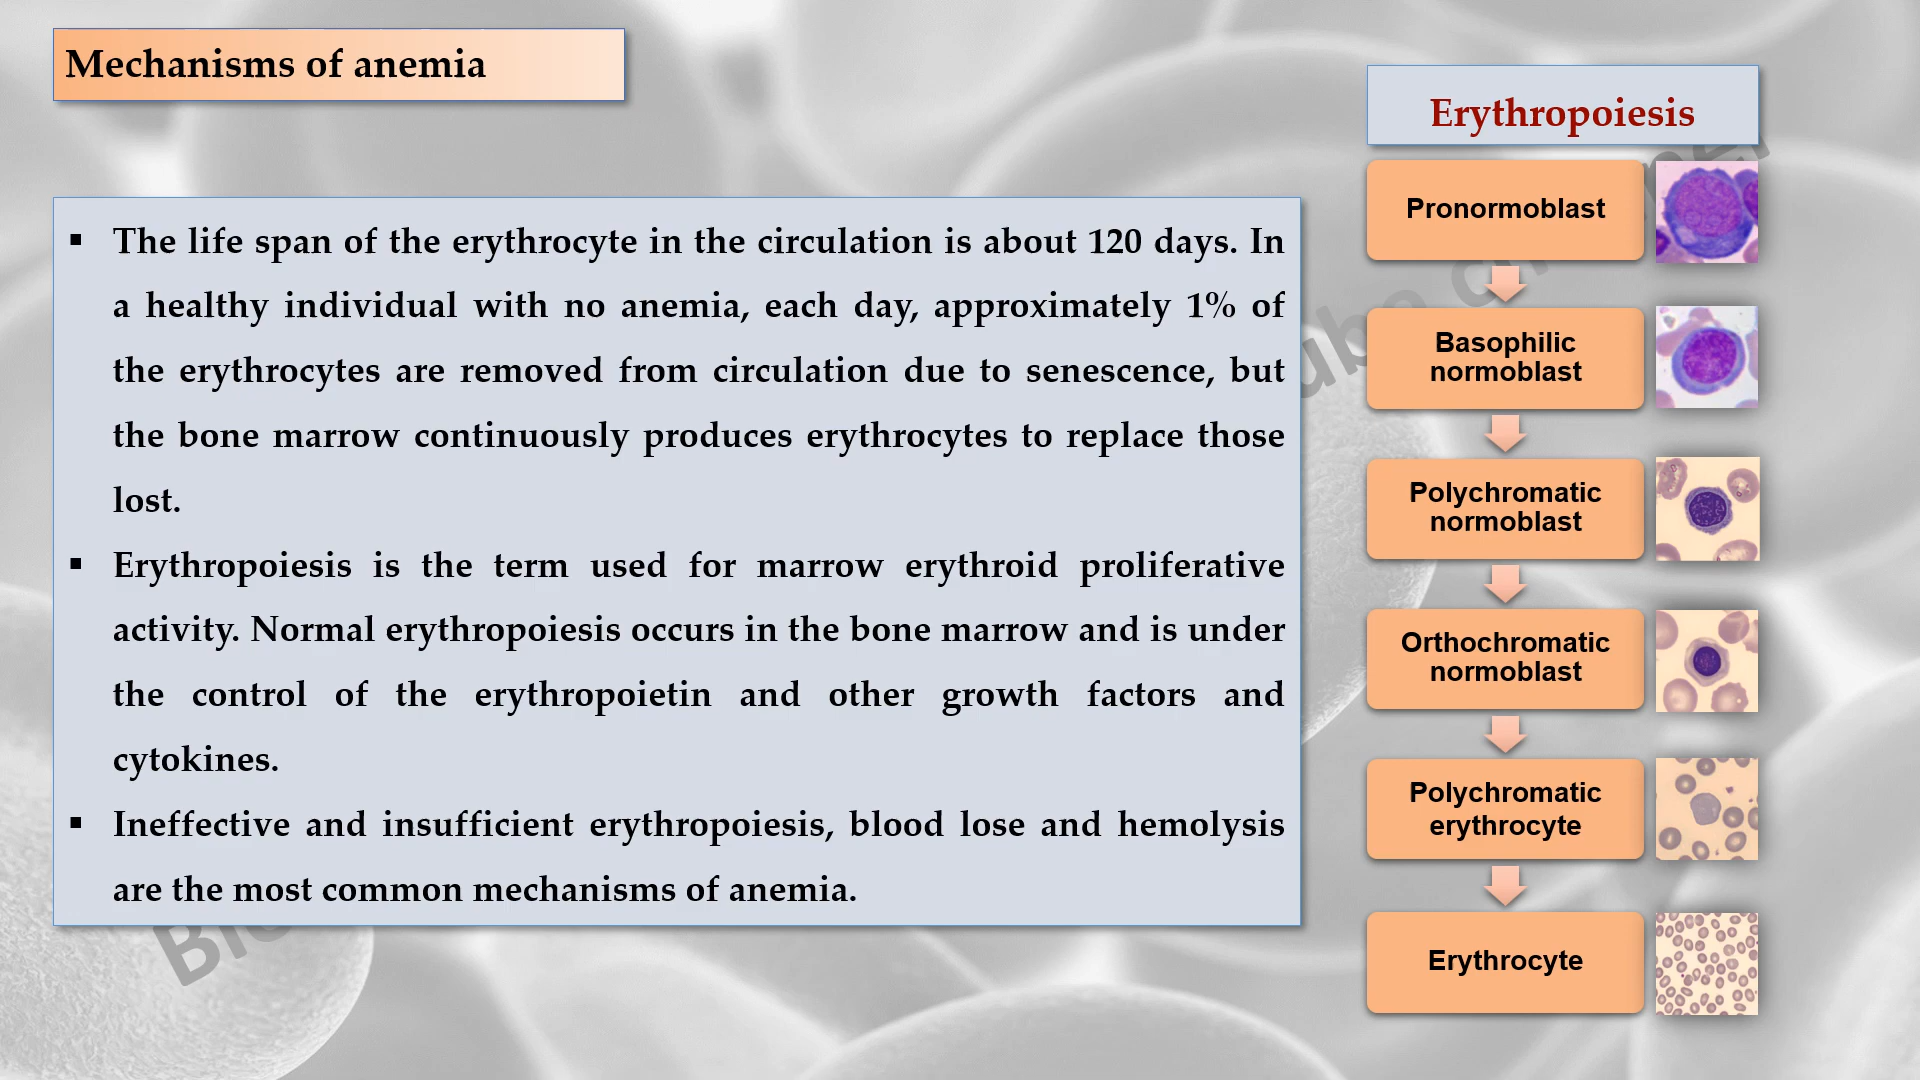 Mechanisms of anemia
▪ The life span of the erythrocyte in the circulation is about 120 days. In
a healthy individual with no anemia, each day, approximately 1% of
the erythrocytes are removed from circulation due to senescence, but
the bone marrow continuously produces erythrocytes to replace those
lost.
▪ Erythropoiesis is the term used for marrow erythroid proliferative
activity. Normal erythropoiesis occurs in the bone marrow and is under
the control of the erythropoietin and other growth factors and
cytokines.
▪ Ineffective and insufficient erythropoiesis, blood lose and hemolysis
are the most common mechanisms of anemia.
Erythropoiesis
Pronormoblast
Basophilic
normoblast
Polychromatic
normoblast
Orthochromatic
normoblast
Polychromatic
erythrocyte
Erythrocyte